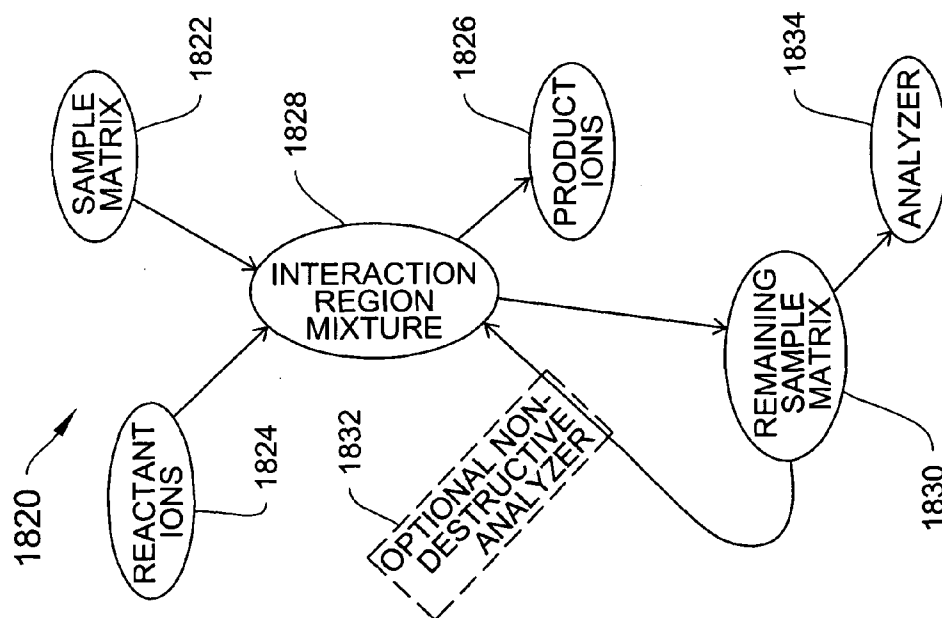 1820
REACTANT
IONS
1824
SAMPLE
MATRIX
1822
INTERACTION
REGION
MIXTURE
1828
PRODUCT
IONS
1826
OPTIONAL NON-
DESTRUCTIVE
ANALYZER
1832
REMAINING
SAMPLE
MATRIX
1830
ANALYZER
1834